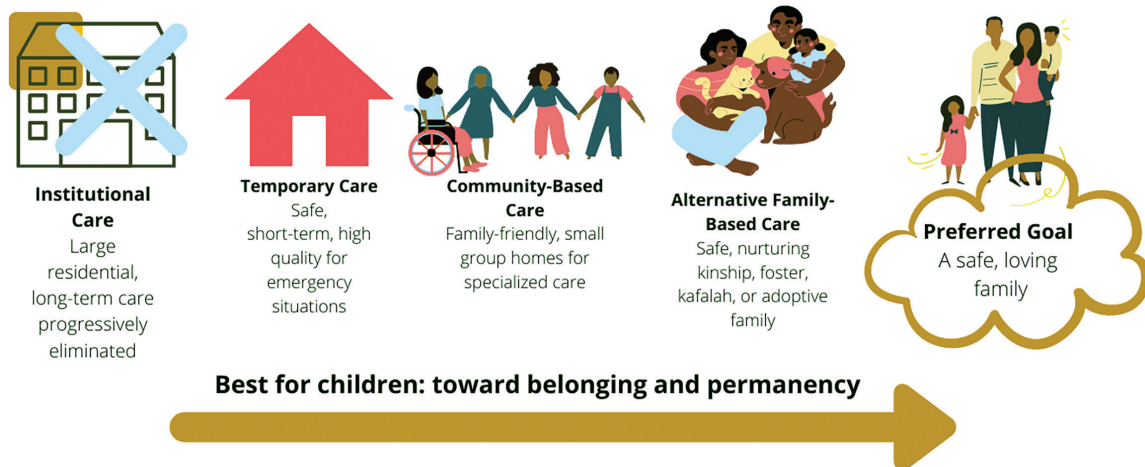 Institutional
Care
Large
residential,
long-term care
progressively
eliminated
Temporary Care
Safe,
short-term, high
quality for
emergency
situations
Community-Based
Care
Family-friendly, small
group homes for
specialized care
Alternative Family-
Based Care
Safe, nurturing
kinship, foster,
kafalah, or adoptive
family
Preferred Goal
A safe, loving
family
Best for children: toward belonging and permanency